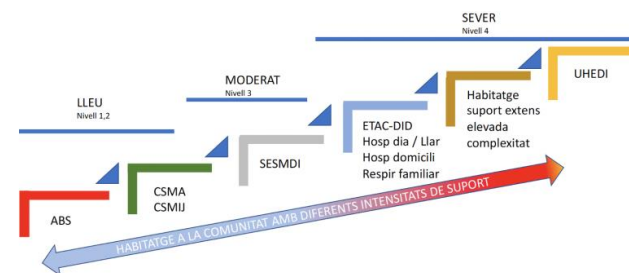 SEVER
Nivell 4
MODERAT
Nivell 3
LLEU
Nivell 1,2
UHEDI
Habitatge
suport extens
elevada
complexitat
ETAC-DID
Hosp dia / Llar
Hosp domicili
Respir familiar
SESMDI
CSMA
CSMIJ
ABS
HABITATGE A LA COMUNITAT AMB DIFERENTS INTENSITATS DE SUPORT